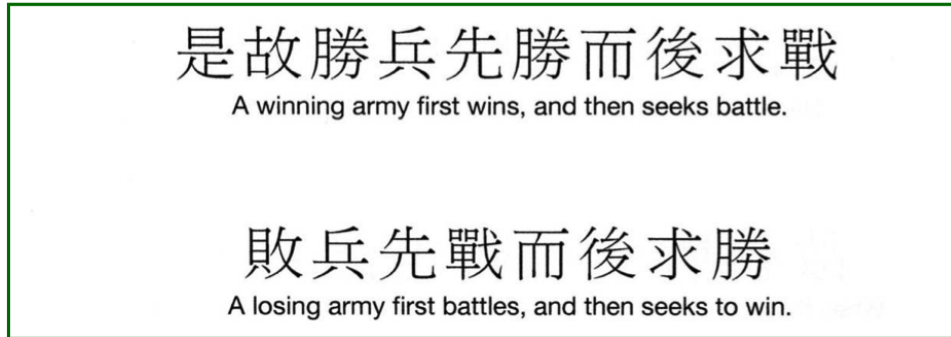 是故勝兵先勝而後求戰
A winning army first wins, and then seeks battle.
敗兵先戰而後求勝
A losing army first battles, and then seeks to win.